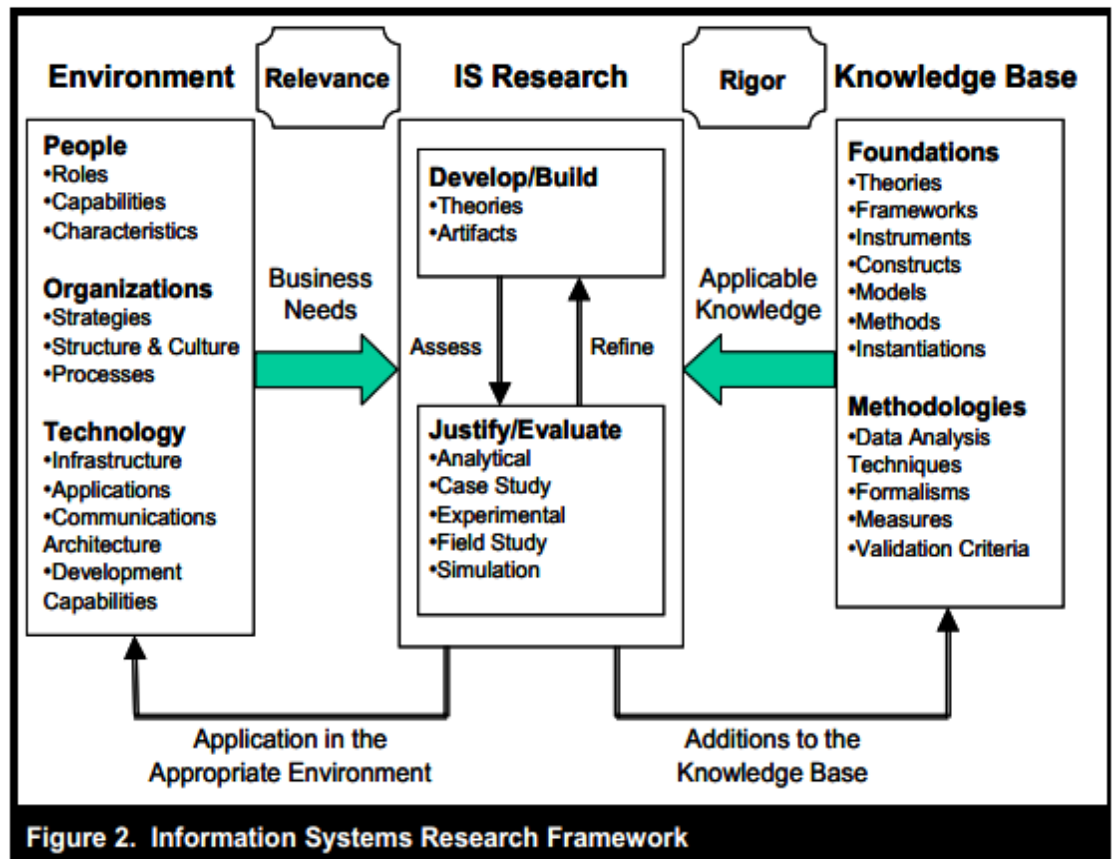 Environment
Relevance
IS Research
Rigor
Knowledge Base
People
•Roles
•Capabilities
•Characteristics
Organizations
•Strategies
•Structure & Culture
•Processes
Technology
•Infrastructure
•Applications
•Communications
Architecture
•Development
Capabilities
Business
Needs
Develop/Build
•Theories
•Artifacts
Assess
Refine
Justify/Evaluate
•Analytical
•Case Study
•Experimental
•Field Study
•Simulation
Applicable
Knowledge
Foundations
•Theories
•Frameworks
•Instruments
•Constructs
•Models
•Methods
•Instantiations
Methodologies
•Data Analysis
Techniques
•Formalisms
•Measures
•Validation Criteria
Application in the
Appropriate Environment
Additions to the
Knowledge Base
Figure 2. Information Systems Research Framework